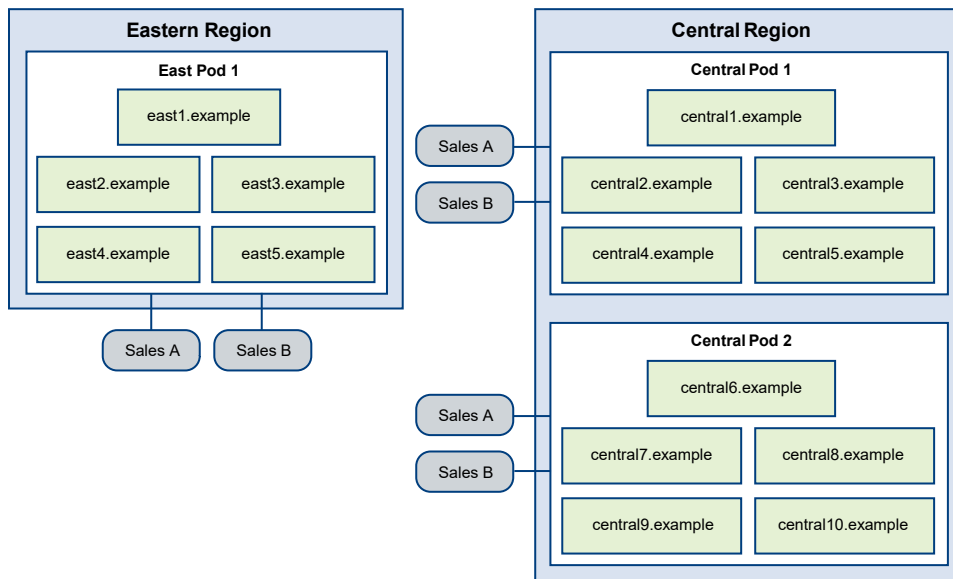 Eastern Region
East Pod 1
east1.example
east2.example
east3.example
east4.example
east5.example
Sales A
Sales B
Central Region
Central Pod 1
central1.example
central2.example
central3.example
central4.example
central5.example
Sales A
Sales B
Central Pod 2
central6.example
central7.example
central8.example
central9.example
central10.example
Sales A
Sales B